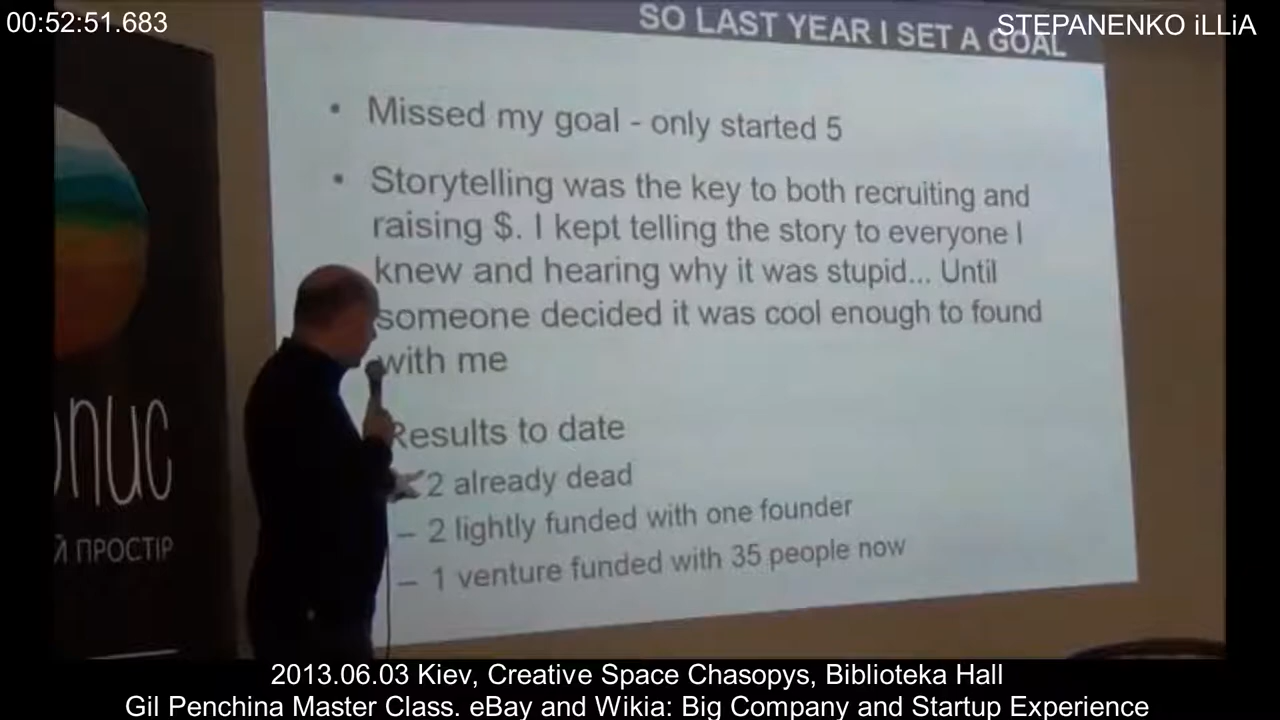 00:52:51.683
STEPANENKO iLLiA
SO LAST YEAR I SET A GOAL
• Missed my goal - only started 5
• Storytelling was the key to both recruiting and
raising $. I kept telling the story to everyone I
knew and hearing why it was stupid... Until
someone decided it was cool enough to found
with me
Results to date
2 already dead
– 2 lightly funded with one founder
– 1 venture funded with 35 people now
опис
Й ПРОСТІР
2013.06.03 Kiev, Creative Space Chasopys, Biblioteka Hall
Gil Penchina Master Class. eBay and Wikia: Big Company and Startup Experience